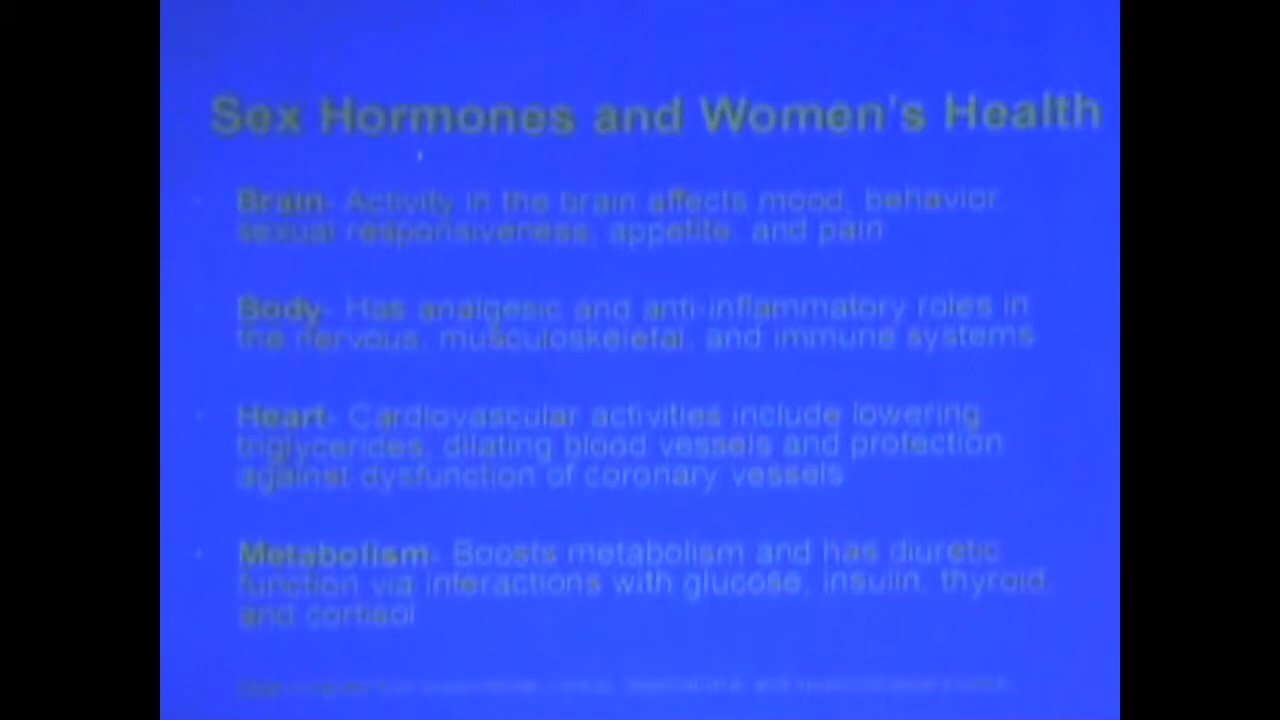 Sex Hormones and Women's Health
Brain- Activity in the brain affects mood, behavior
sexual responsiveness, appetite, and pain
Body- Has analgesic and anti-inflammatory roles in
the nervous, musculoskeletal, and immune systems
Heart- Cardiovascular activities include lowering
triglycerides, dilating blood vessels and protection
against dysfunction of coronary vessels
Metabolism- Boosts metabolism and has diuretic
function via interactions with glucose, insulin, thyroid,
and cortisol